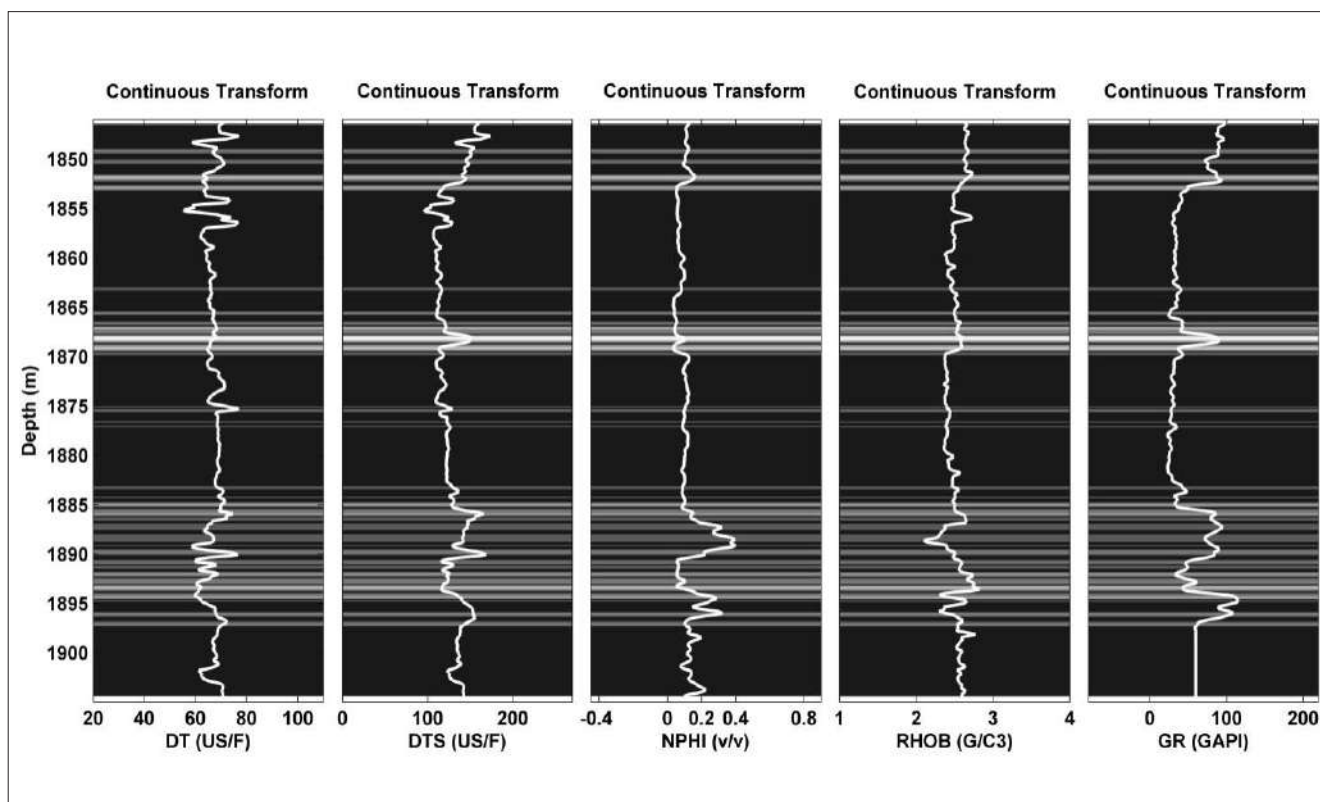 Continuous Transform Continuous Transform Continuous Transform Continuous Transform Continuous Transform
1850
1855
1860
1865
1870
1875
1880
1885
1890
1895
1900
Depth (m)
20 40 60 80 100 0 100 200 -0.4 0 0.2 0.4 0.8 1 2 3 4 0 100 200
DT (US/F) DTS (US/F) NPHI (v/v) RHOB (G/C3) GR (GAPI)